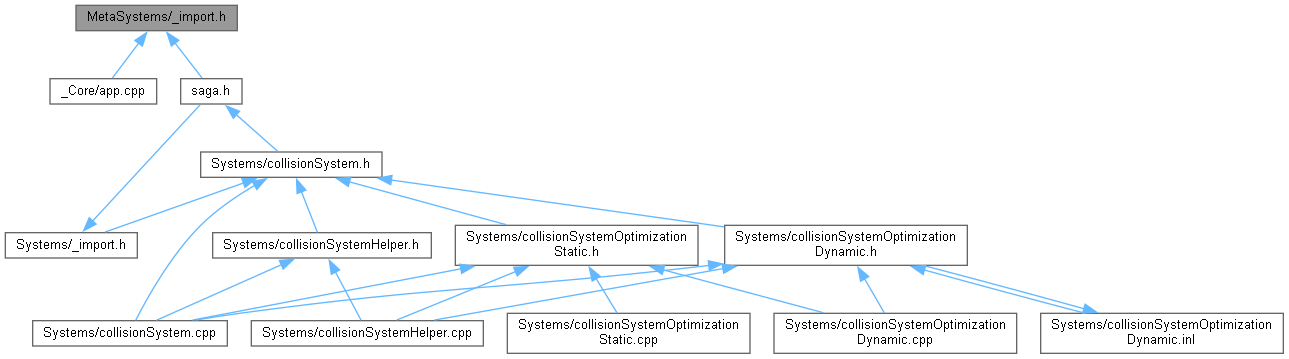 MetaSystems/_import.h
_Core/app.cpp
saga.h
Systems/collisionSystem.h
Systems/_import.h
Systems/collisionSystemHelper.h
Systems/collisionSystemOptimization
Static.h
Systems/collisionSystemOptimization
Dynamic.h
Systems/collisionSystem.cpp
Systems/collisionSystemHelper.cpp
Systems/collisionSystemOptimization
Static.cpp
Systems/collisionSystemOptimization
Dynamic.cpp
Systems/collisionSystemOptimization
Dynamic.inl